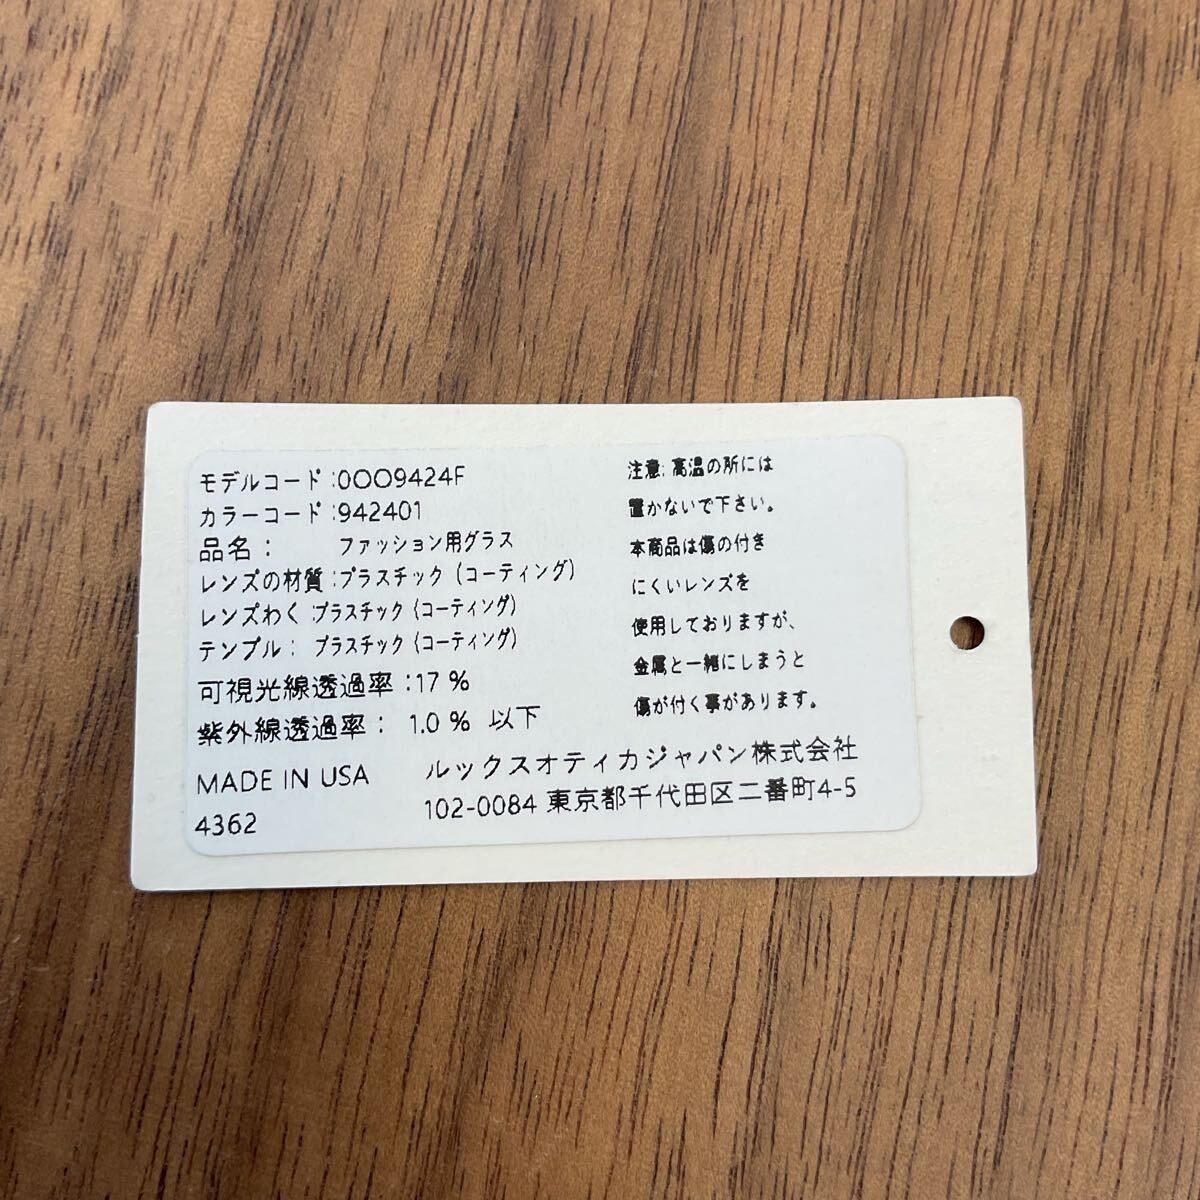 モデルコード:OOO9424F
カラーコード:942401
品名: ファッション用グラス
レンズの材質:プラスチック(コーティング)
レンズわく:プラスチック(コーティング)
テンプル: プラスチック(コーティング)
可視光線透過率:17%
紫外線透過率: 1.0% 以下
MADE IN USA
4362
注意:高温の所には
置かないで下さい。
本商品は傷の付き
にくいレンズを
使用しておりますが、
金属と一緒にしまうと
傷が付く事があります。
ルックスオティカジャパン株式会社
102-0084 東京都千代田区二番町4-5